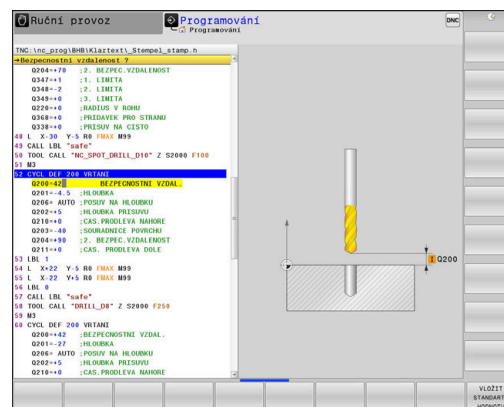 Ruční provoz
Programování
Programování
DNC
TNC:\nc_prog\BHB\Klartext\_Stempel_stamp.h
→Bezpecnostni vzdalenost ?
Q204=+70 ;2. BEZPEC.VZDALENOST
Q347=+1 ;1. LIMITA
Q348=-2 ;2. LIMITA
Q349=+0 ;3. LIMITA
Q220=+0 ;RADIUS V ROHU
Q368=+0 ;PRIDAVEK PRO STRANU
Q338=+0 ;PRISUV NA CISTO
48 L X-30 Y-5 R0 FMAX M99
49 CALL LBL "safe"
50 TOOL CALL "NC_SPOT_DRILL_D10" Z S2000 F100
51 M3
52 CYCL DEF 200 VRTANI
Q200=42 BEZPECNOSTNI VZDAL.
Q201=-4.5 ;HLOUBKA
Q206= AUTO ;POSUV NA HLOUBKU
Q202=+5 ;HLOUBKA PRISUVU
Q210=+0 ;CAS.PRODLEVA NAHORE
Q203=-40 ;SOURADNICE POVRCHU
Q204=+90 ;2. BEZPEC.VZDALENOST
Q211=+0 ;CAS. PRODLEVA DOLE
53 LBL 1
54 L X+22 Y-5 R0 FMAX M99
55 L X-22 Y+5 R0 FMAX M99
56 LBL 0
57 CALL LBL "safe"
58 TOOL CALL "DRILL_D8" Z S2000 F250
59 M3
60 CYCL DEF 200 VRTANI
Q200=+42 ;BEZPECNOSTNI VZDAL.
Q201=-27 ;HLOUBKA
Q206= AUTO ;POSUV NA HLOUBKU
Q202=+5 ;HLOUBKA PRISUVU
Q210=+0 ;CAS.PRODLEVA NAHORE
I Q200
VLOŽIT
STANDART
HODNOTU